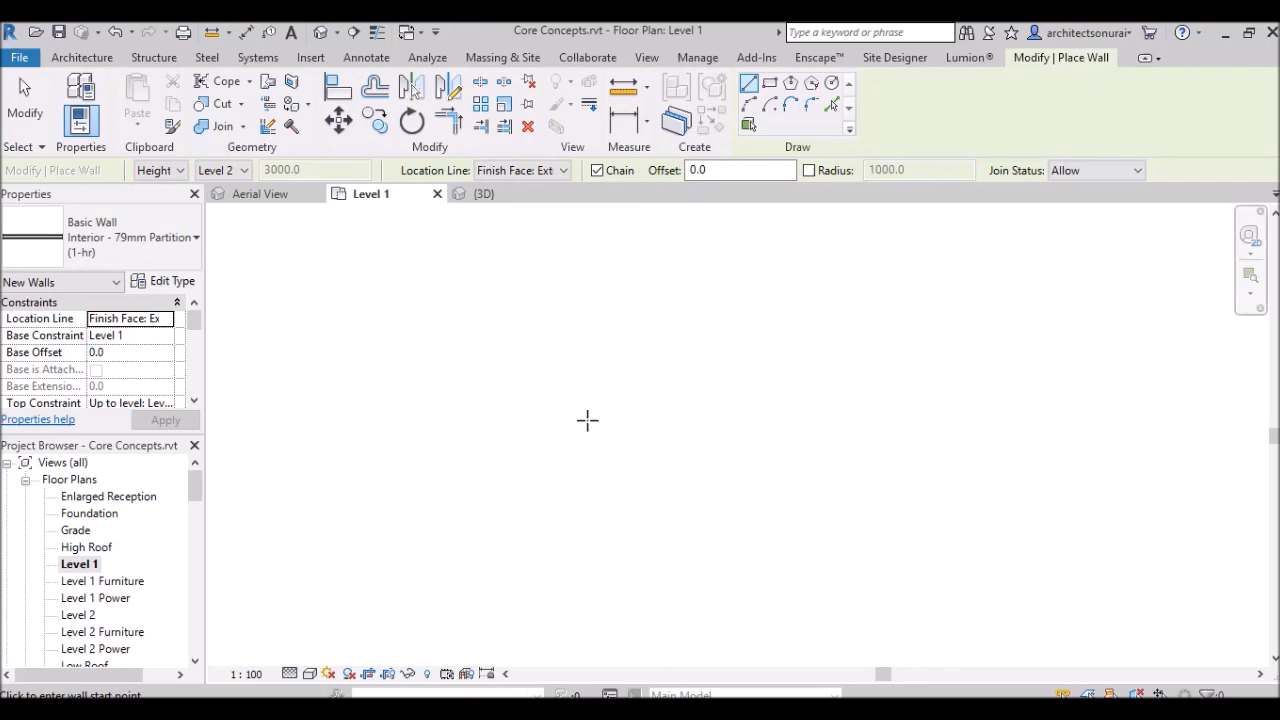 Core Concepts.rvt - Floor Plan: Level 1
Type a keyword or phrase
architectsonurai
File Architecture Structure Steel Systems Insert Annotate Analyze Massing & Site Collaborate View Manage Add-Ins Enscape™ Site Designer Lumion® Modify | Place Wall
Modify
Properties
Paste
Cope
Cut
Join
Select Properties Clipboard Geometry Modify View Measure Create Draw
Modify | Place Wall Height Level 2 3000.0 Location Line: Finish Face: Ext Chain Offset: 0.0 Radius: 1000.0 Join Status: Allow
Properties
Aerial View Level 1 {3D}
Basic Wall
Interior - 79mm Partition
(1-hr)
New Walls Edit Type
Constraints
Location Line Finish Face: Ex
Base Constraint Level 1
Base Offset 0.0
Base is Attach...
Base Extensio... 0.0
Top Constraint Up to level: Lev...
Properties help Apply
Project Browser - Core Concepts.rvt
Views (all)
Floor Plans
Enlarged Reception
Foundation
Grade
High Roof
Level 1
Level 1 Furniture
Level 1 Power
Level 2
Level 2 Furniture
Level 2 Power
Low Roof
2D
1 : 100
Click to enter wall start point.
:0 Main Model :0